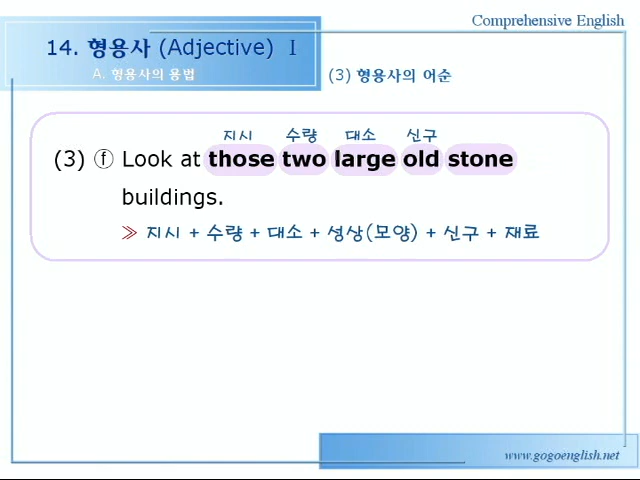 Comprehensive English
14. 형용사 (Adjective) Ⅰ
A. 형용사의 용법
(3) 형용사의 어순
지시 수량 대소 신구
(3) ⓕ Look at those two large old stone
buildings.
≫ 지시 + 수량 + 대소 + 성상(모양) + 신구 + 재료
www.gogoenglish.net